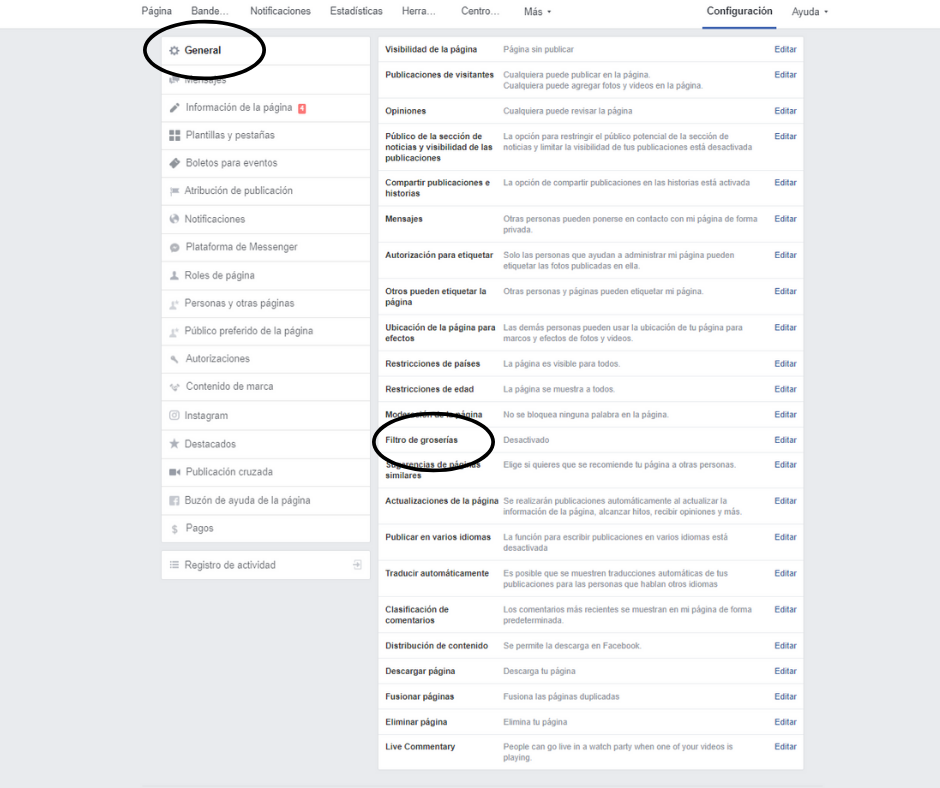 Página Bande... Notificaciones Estadísticas Herra... Centro... Más Configuración Ayuda
General
Mensajes
Información de la página 4
Plantillas y pestañas
Boletos para eventos
Atribución de publicación
Notificaciones
Plataforma de Messenger
Roles de página
Personas y otras páginas
Público preferido de la página
Autorizaciones
Contenido de marca
Instagram
Destacados
Publicación cruzada
Buzón de ayuda de la página
Pagos
Registro de actividad
Visibilidad de la página Página sin publicar Editar
Publicaciones de visitantes Cualquiera puede publicar en la página. Editar
Cualquiera puede agregar fotos y videos en la página.
Opiniones Cualquiera puede revisar la página Editar
Público de la sección de La opción para restringir el público potencial de la sección de Editar
noticias y visibilidad de las noticias y limitar la visibilidad de tus publicaciones está desactivada
publicaciones
Compartir publicaciones e La opción de compartir publicaciones en las historias está activada Editar
historias
Mensajes Otras personas pueden ponerse en contacto con mi página de forma Editar
privada.
Autorización para etiquetar Solo las personas que ayudan a administrar mi página pueden Editar
etiquetar las fotos publicadas en ella.
Otros pueden etiquetar la Otras personas y páginas pueden etiquetar mi página. Editar
página
Ubicación de la página para Las demás personas pueden usar la ubicación de tu página para Editar
efectos marcos y efectos de fotos y videos.
Restricciones de países La página es visible para todos. Editar
Restricciones de edad La página se muestra a todos. Editar
Moderación de la página No se bloquea ninguna palabra en la página. Editar
Filtro de groserías Desactivado Editar
Sugerencias de páginas Elige si quieres que se recomiende tu página a otras personas. Editar
similares
Actualizaciones de la página Se realizarán publicaciones automáticamente al actualizar la Editar
información de la página, alcanzar hitos, recibir opiniones y más.
Publicar en varios idiomas La función para escribir publicaciones en varios idiomas está Editar
desactivada
Traducir automáticamente Es posible que se muestren traducciones automáticas de tus Editar
publicaciones para las personas que hablan otros idiomas
Clasificación de Los comentarios más recientes se muestran en mi página de forma Editar
comentarios predeterminada.
Distribución de contenido Se permite la descarga en Facebook. Editar
Descargar página Descarga tu página Editar
Fusionar páginas Fusiona las páginas duplicadas Editar
Eliminar página Elimina tu página Editar
Live Commentary People can go live in a watch party when one of your videos is Editar
playing.